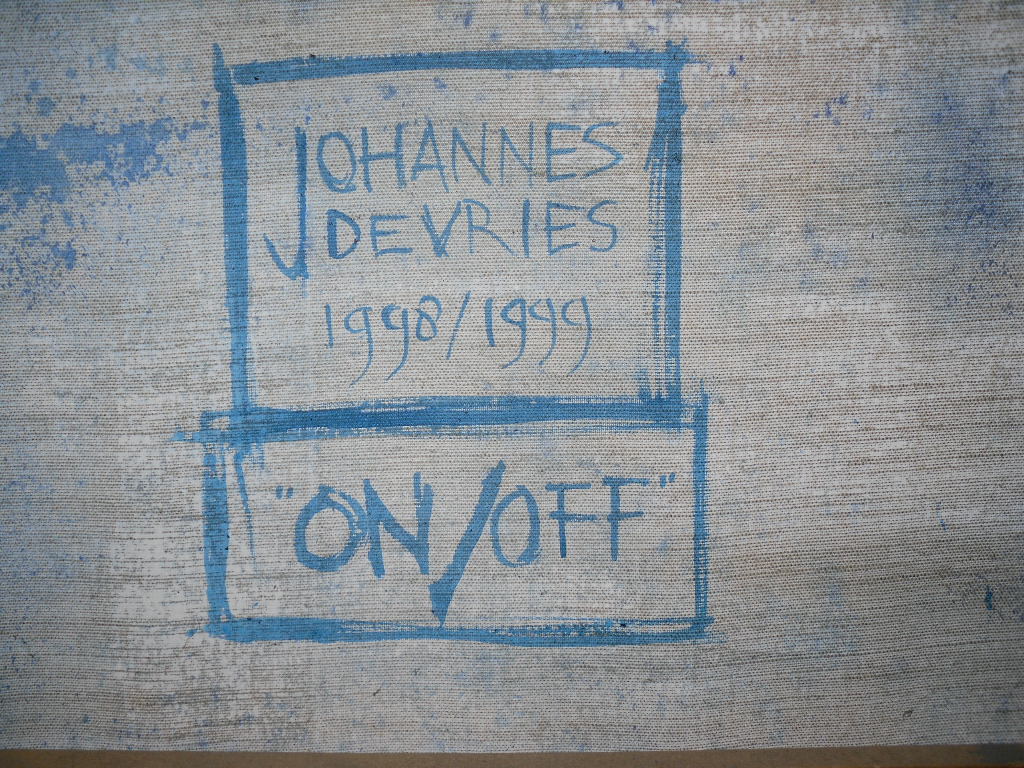 JOHANNES
DEVRIES
1998/1999
"ON/OFF"